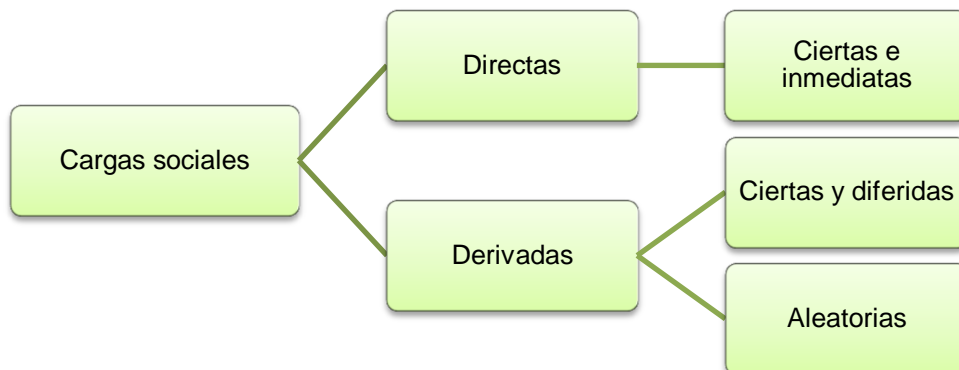 Cargas sociales
Directas
Ciertas e
inmediatas
Derivadas
Ciertas y diferidas
Aleatorias